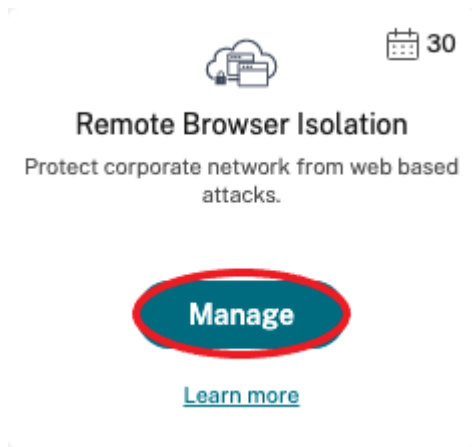 30
Remote Browser Isolation
Protect corporate network from web based
attacks.
Manage
Learn more